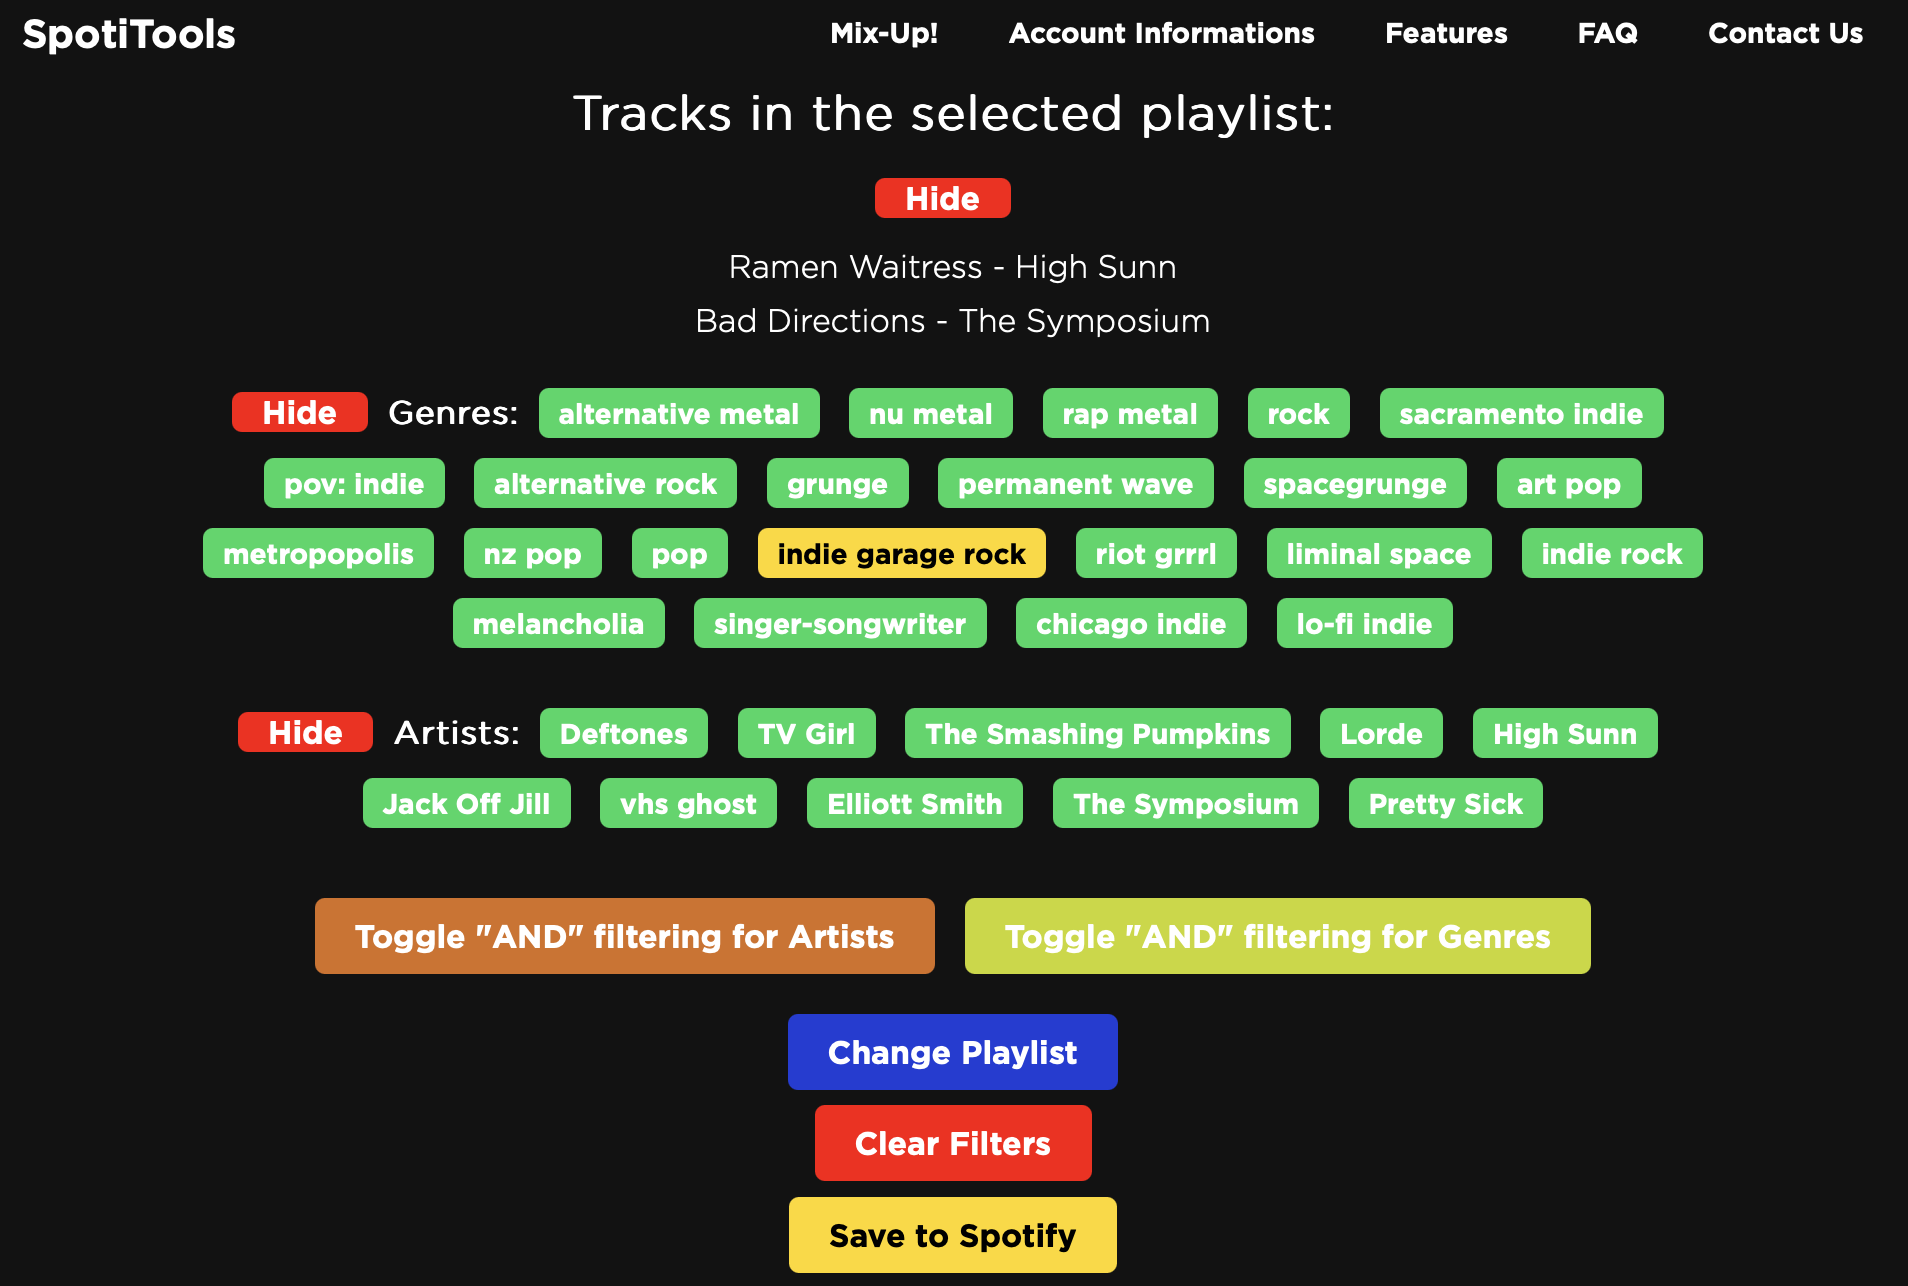 SpotiTools Mix-Up! Account Informations Features FAQ Contact Us
Tracks in the selected playlist:
Hide
Ramen Waitress - High Sunn
Bad Directions - The Symposium
Hide Genres: alternative metal nu metal rap metal rock sacramento indie
pov: indie alternative rock grunge permanent wave spacegrunge art pop
metropopolis nz pop pop indie garage rock riot grrrl liminal space indie rock
melancholia singer-songwriter chicago indie lo-fi indie
Hide Artists: Deftones TV Girl The Smashing Pumpkins Lorde High Sunn
Jack Off Jill vhs ghost Elliott Smith The Symposium Pretty Sick
Toggle "AND" filtering for Artists Toggle "AND" filtering for Genres
Change Playlist
Clear Filters
Save to Spotify